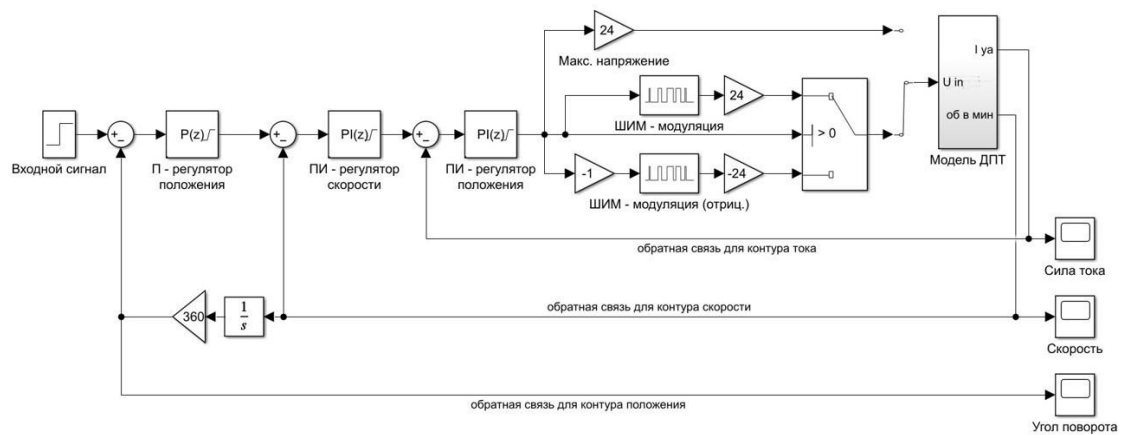 24
Макс. напряжение
I ya
U in
об в мин
Модель ДПТ
Входной сигнал
+
−
P(z)
П - регулятор
положения
+
−
PI(z)
ПИ - регулятор
скорости
+
−
PI(z)
ПИ - регулятор
положения
24
ШИМ - модуляция
> 0
-1
-24
ШИМ - модуляция (отриц.)
обратная связь для контура тока
Сила тока
360
1
s
обратная связь для контура скорости
Скорость
обратная связь для контура положения
Угол поворота